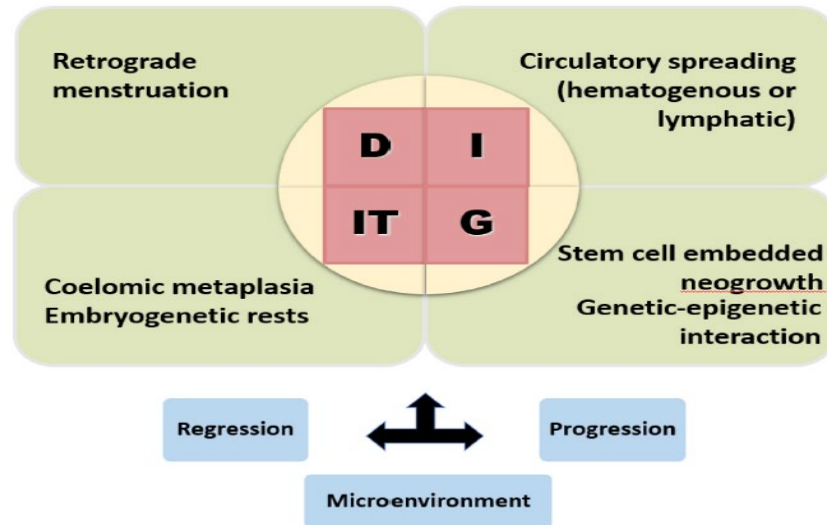 Retrograde
menstruation
Circulatory spreading
(hematogenous or
lymphatic)
D
I
IT
G
Coelomic metaplasia
Embryogenetic rests
Stem cell embedded
neogrowth
Genetic-epigenetic
interaction
Regression
Progression
Microenvironment